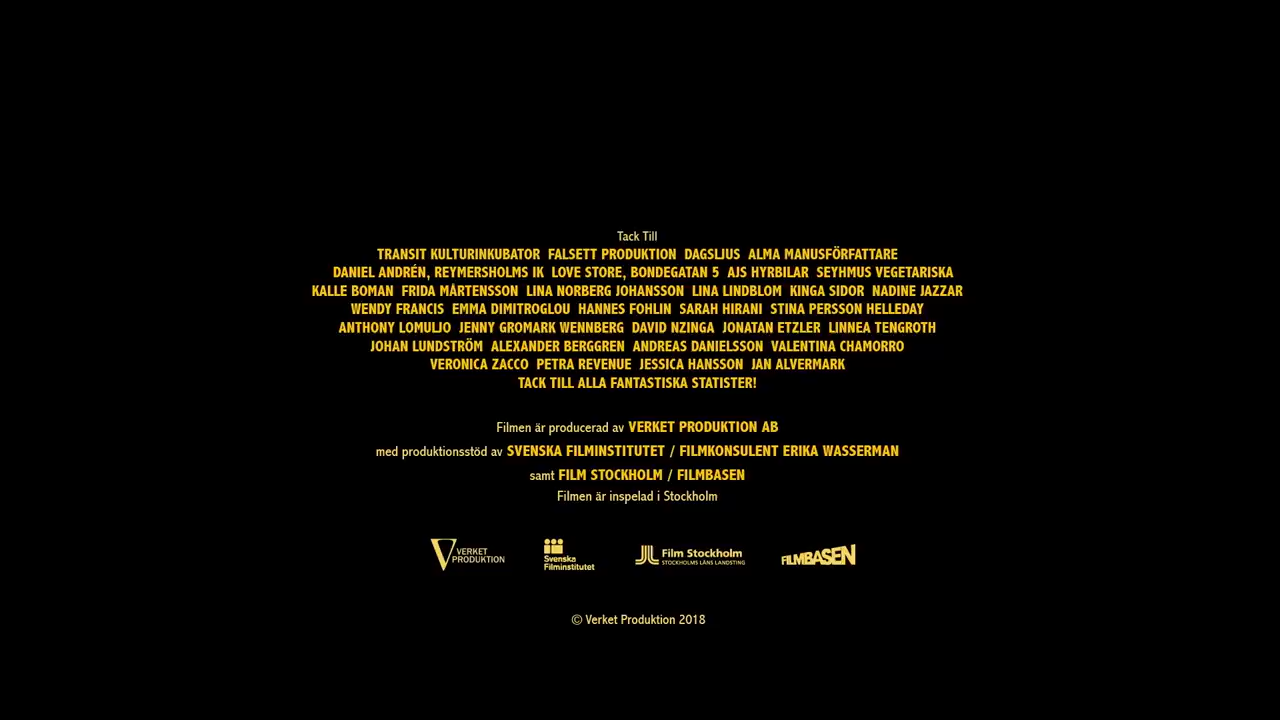 Tack Till
TRANSIT KULTURINKUBATOR FALSETT PRODUKTION DAGSLJUS ALMA MANUSFÖRFATTARE
DANIEL ANDRÉN, REYMERSHOLMS IK LOVE STORE, BONDEGATAN 5 AJS HYRBILAR SEYHMUS VEGETARISKA
KALLE BOMAN FRIDA MÅRTENSSON LINA NORBERG JOHANSSON LINA LINDBLOM KINGA SIDOR NADINE JAZZAR
WENDY FRANCIS EMMA DIMITROGLOU HANNES FOHLIN SARAH HIRANI STINA PERSSON HELLEDAY
ANTHONY LOMULJO JENNY GROMARK WENNBERG DAVID NZINGA JONATAN ETZLER LINNEA TENGROTH
JOHAN LUNDSTRÖM ALEXANDER BERGGREN ANDREAS DANIELSSON VALENTINA CHAMORRO
VERONICA ZACCO PETRA REVENUE JESSICA HANSSON JAN ALVERMARK
TACK TILL ALLA FANTASTISKA STATISTER!
Filmen är producerad av VERKET PRODUKTION AB
med produktionsstöd av SVENSKA FILMINSTITUTET / FILMKONSULENT ERIKA WASSERMAN
samt FILM STOCKHOLM / FILMBASEN
Filmen är inspelad i Stockholm
VERKET
PRODUKTION
Svenska
Filminstitutet
Film Stockholm
STOCKHOLMS LÄNS LANDSTING
FILMBASEN
© Verket Produktion 2018